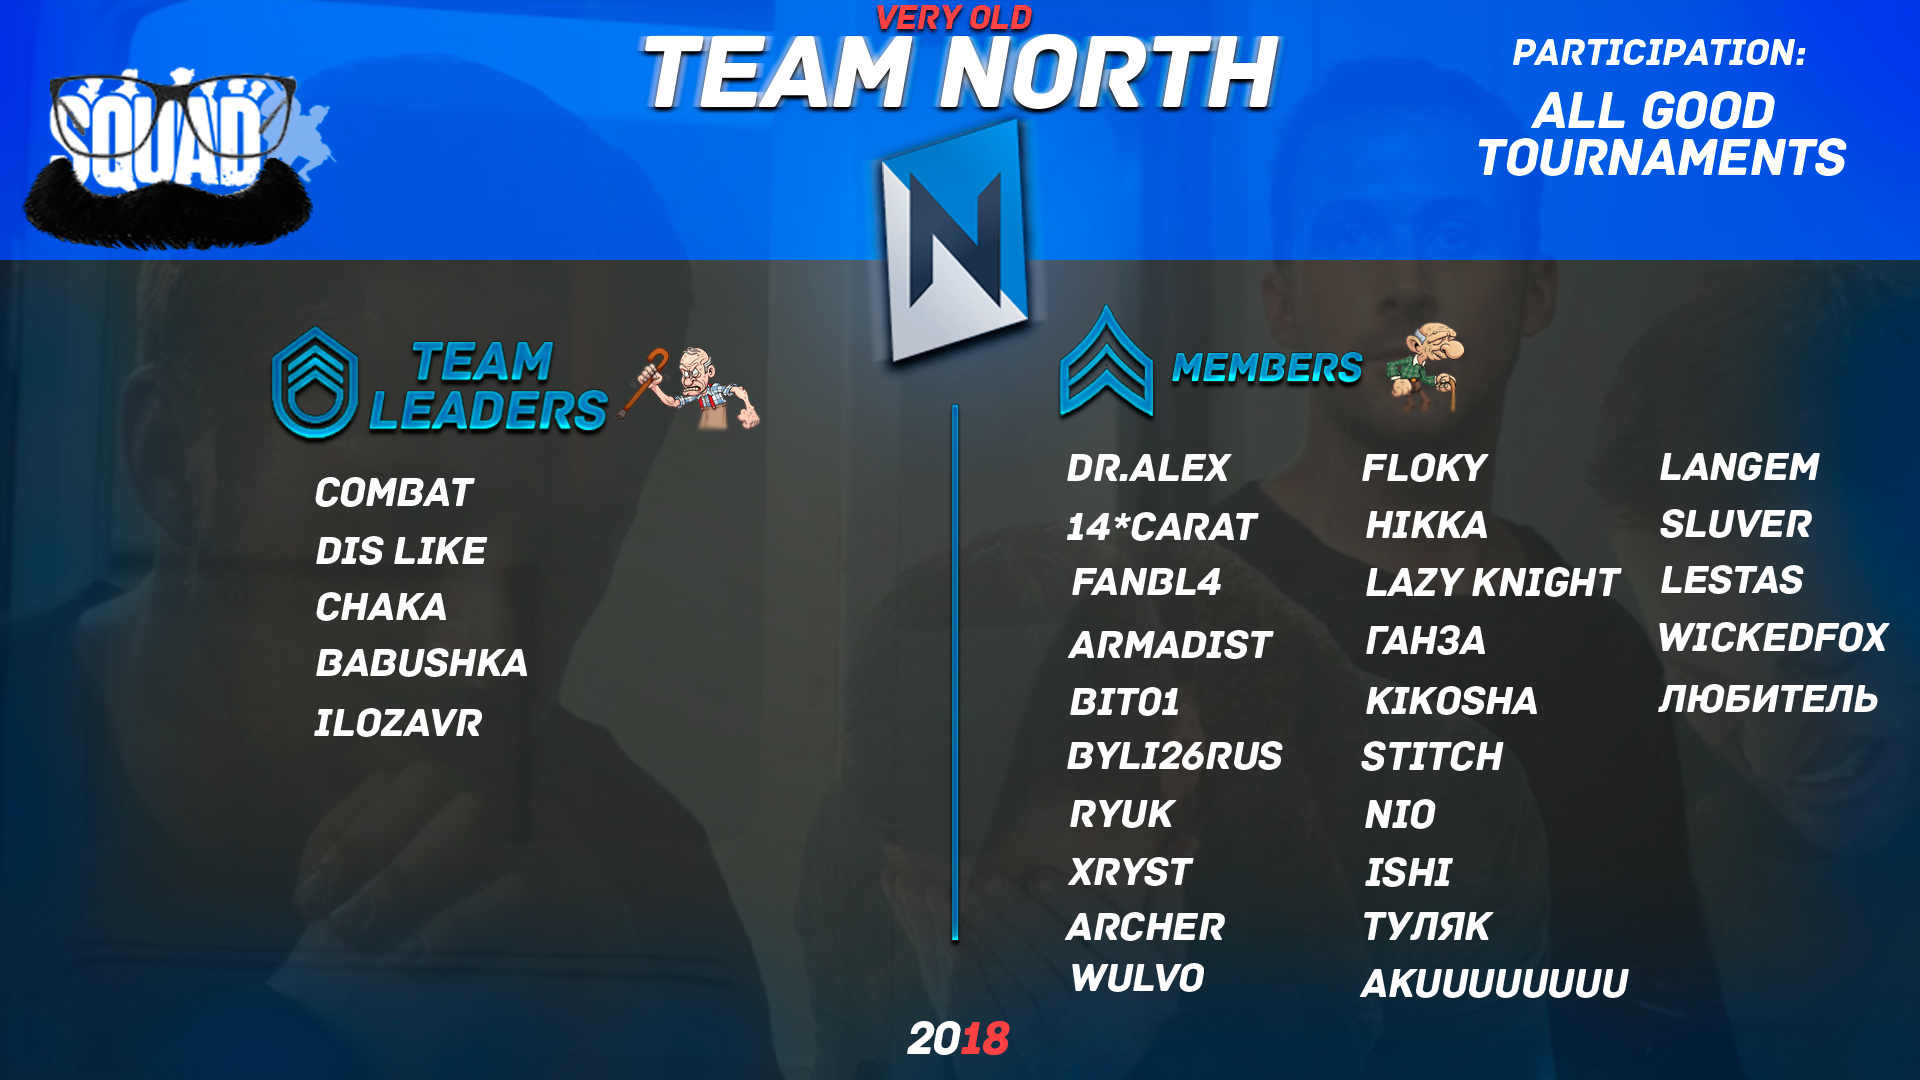 VERY OLD
TEAM NORTH
SQUAD
PARTICIPATION:
ALL GOOD
TOURNAMENTS
N
TEAM
LEADERS
COMBAT
DIS LIKE
CHAKA
BABUSHKA
ILOZAVR
MEMBERS
DR.ALEX
14*CARAT
FANBL4
ARMADIST
BIT01
BYLI26RUS
RYUK
XRYST
ARCHER
WULVO
FLOKY
HIKKA
LAZY KNIGHT
ГАНЗА
KIKOSHA
STITCH
NIO
ISHI
ТУЛЯК
AKUUUUUUUU
LANGEM
SLUVER
LESTAS
WICKEDFOX
ЛЮБИТЕЛЬ
2018